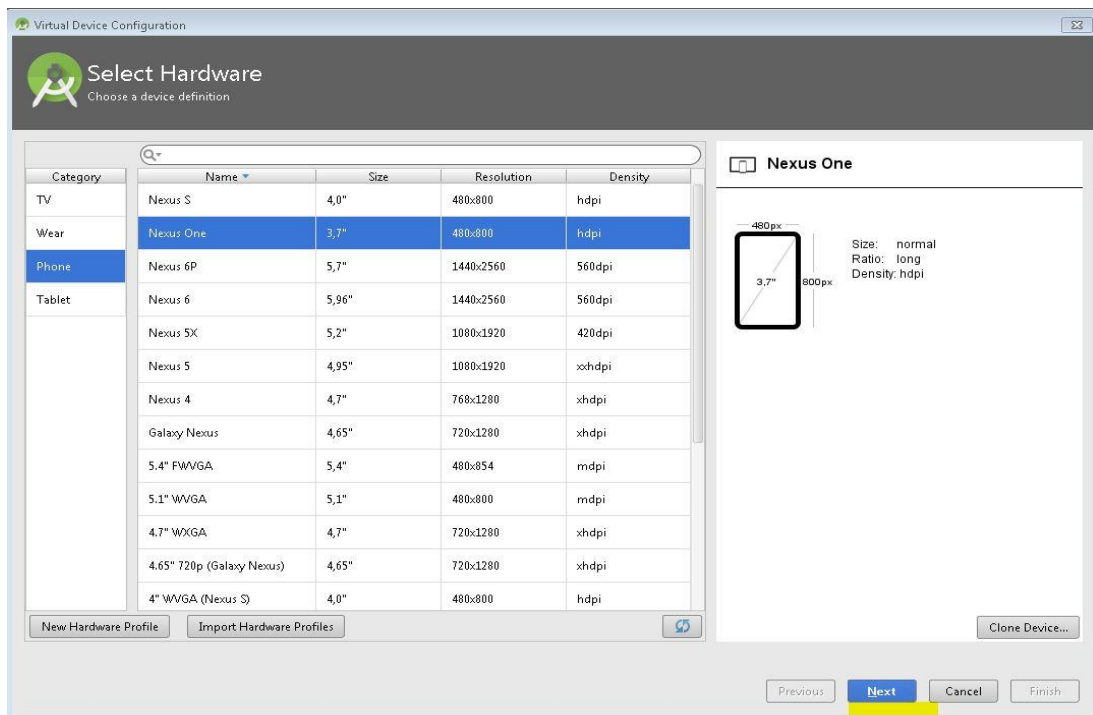 Virtual Device Configuration
Select Hardware
Choose a device definition
Category
TV
Wear
Phone
Tablet
Name Size Resolution Density
Nexus S 4,0" 480x800 hdpi
Nexus One 3,7" 480x800 hdpi
Nexus 6P 5,7" 1440x2560 560dpi
Nexus 6 5,96" 1440x2560 560dpi
Nexus 5X 5,2" 1080x1920 420dpi
Nexus 5 4,95" 1080x1920 xxhdpi
Nexus 4 4,7" 768x1280 xhdpi
Galaxy Nexus 4,65" 720x1280 xhdpi
5.4" FWVGA 5,4" 480x854 mdpi
5.1" WVGA 5,1" 480x800 mdpi
4.7" WXGA 4,7" 720x1280 xhdpi
4.65" 720p (Galaxy Nexus) 4,65" 720x1280 xhdpi
4" WVGA (Nexus S) 4,0" 480x800 hdpi
New Hardware Profile Import Hardware Profiles
Nexus One
480px
3,7"
800px
Size: normal
Ratio: long
Density: hdpi
Clone Device...
Previous Next Cancel Finish